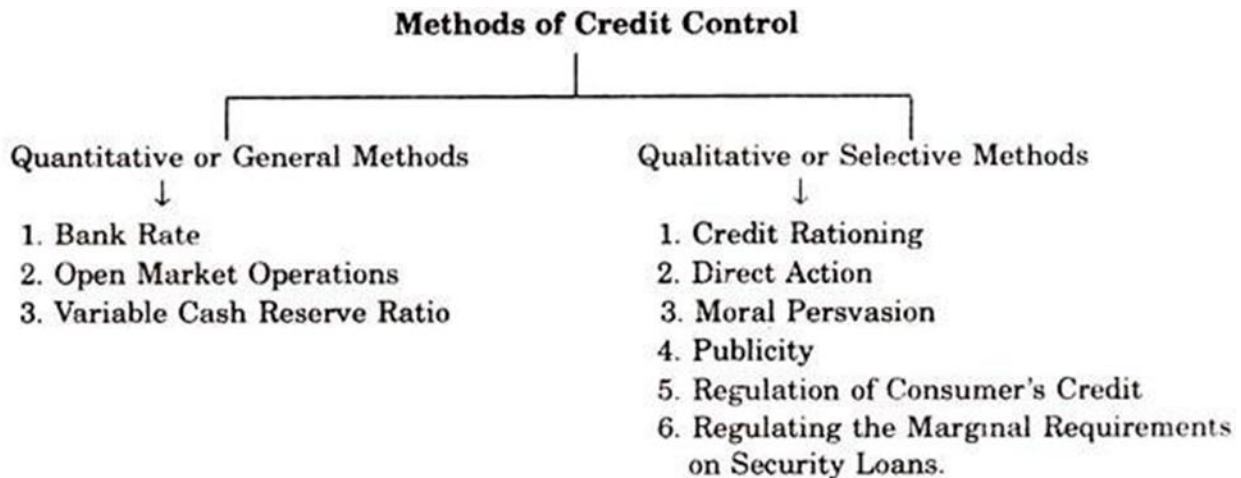 Methods of Credit Control
Quantitative or General Methods
1. Bank Rate
2. Open Market Operations
3. Variable Cash Reserve Ratio
Qualitative or Selective Methods
1. Credit Rationing
2. Direct Action
3. Moral Persvasion
4. Publicity
5. Regulation of Consumer's Credit
6. Regulating the Marginal Requirements
on Security Loans.